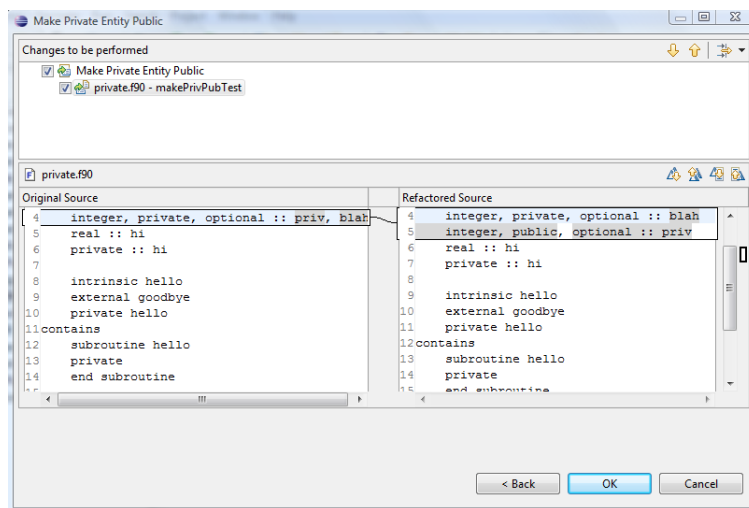 Make Private Entity Public
Changes to be performed
Make Private Entity Public
private.f90 - makePrivPubTest
private.f90
Original Source
4 integer, private, optional :: priv, blah
5 real :: hi
6 private :: hi
7
8 intrinsic hello
9 external goodbye
10 private hello
11 contains
12 subroutine hello
13 private
14 end subroutine
Refactored Source
4 integer, private, optional :: blah
5 integer, public, optional :: priv
6 real :: hi
7 private :: hi
8
9 intrinsic hello
10 external goodbye
11 private hello
12 contains
13 subroutine hello
14 private
15 end subroutine
< Back
OK
Cancel